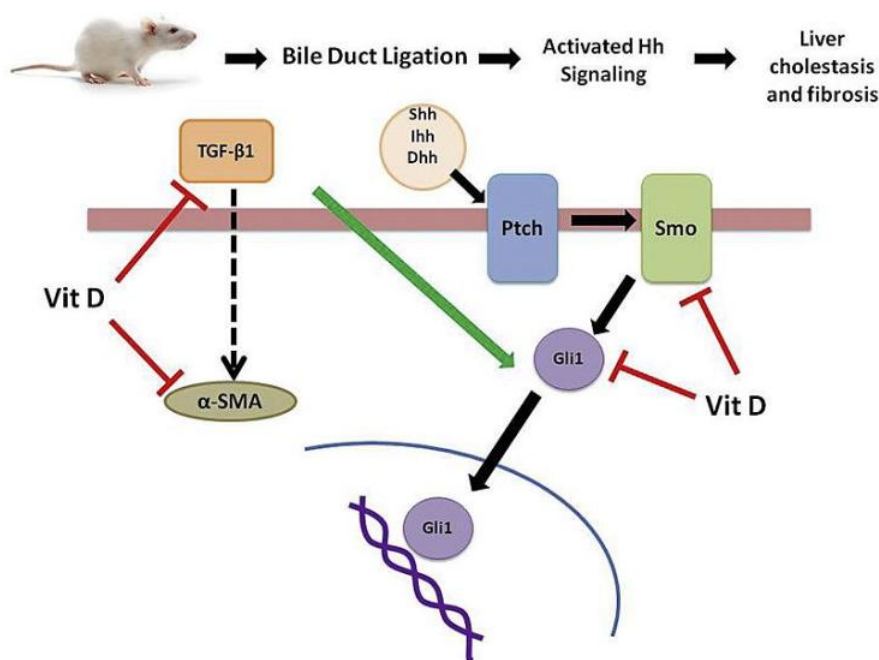 Bile Duct Ligation
Activated Hh
Signaling
Liver
cholestasis
and fibrosis
TGF-β1
Shh
Ihh
Dhh
Ptch
Smo
Vit D
Gli1
α-SMA
Vit D
Gli1